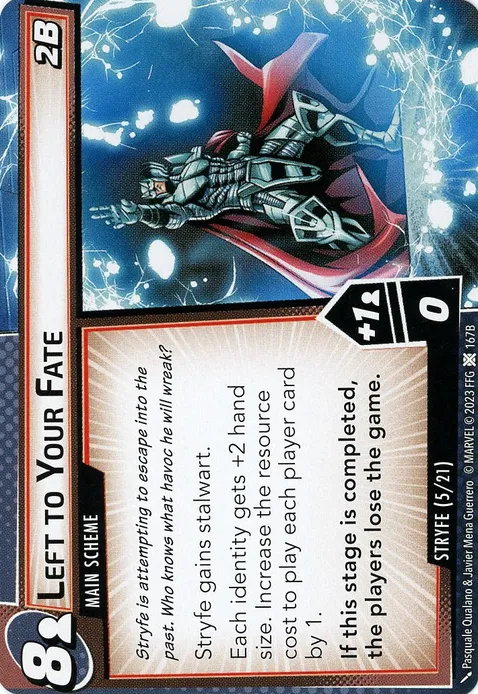 8
LEFT TO YOUR FATE
2B
MAIN SCHEME
Stryfe is attempting to escape into the
past. Who knows what havoc he will wreak?
Stryfe gains stalwart.
Each identity gets +2 hand
size. Increase the resource
cost to play each player card
by 1.
If this stage is completed,
the players lose the game.
+1
0
STRYFE (5/21)
Pasquale Qualano & Javier Mena Guerrero © MARVEL © 2023 FFG 167B